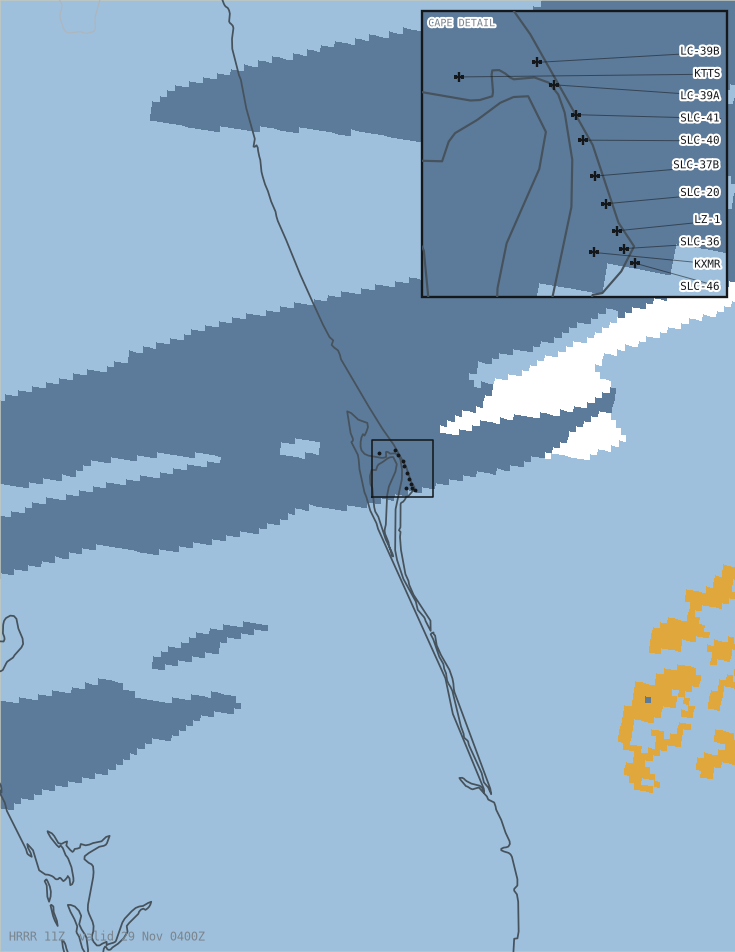 CAPE DETAIL
LC-39B
KTTS
LC-39A
SLC-41
SLC-40
SLC-37B
SLC-20
LZ-1
SLC-36
KXMR
SLC-46
HRRR 11Z valid 29 Nov 0400Z